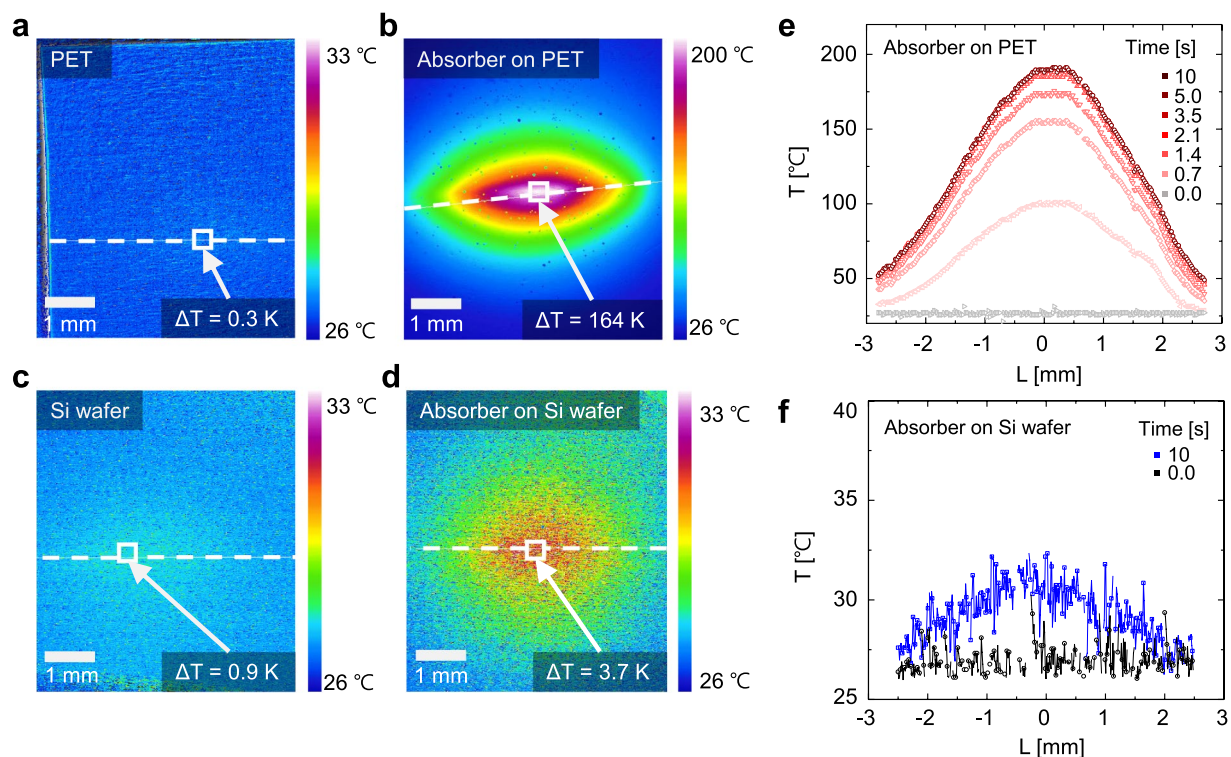 a
PET
33 ℃
mm
ΔT = 0.3 K
26 ℃
b
Absorber on PET
200 ℃
1 mm
ΔT = 164 K
26 ℃
c
Si wafer
33 ℃
1 mm
ΔT = 0.9 K
26 ℃
d
Absorber on Si wafer
33 ℃
1 mm
ΔT = 3.7 K
26 ℃
e
Absorber on PET
Time [s]
10
5.0
3.5
2.1
1.4
0.7
0.0
200
150
100
50
T [℃]
-3 -2 -1 0 1 2 3
L [mm]
f
Absorber on Si wafer
Time [s]
10
0.0
40
35
30
25
T [℃]
-3 -2 -1 0 1 2 3
L [mm]